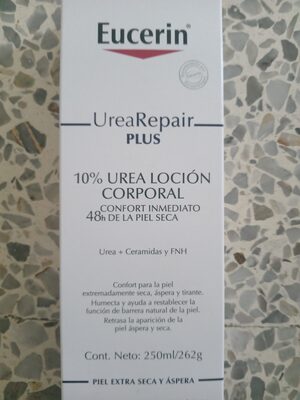 Eucerin®
UreaRepair
PLUS
10% UREA LOCIÓN
CORPORAL
48h CONFORT INMEDIATO
DE LA PIEL SECA
Urea + Ceramidas y FNH
Confort para la piel
extremadamente seca, áspera y tirante.
Humecta y ayuda a restablecer la
función de barrera natural de la piel.
Retrasa la aparición de la
piel áspera y seca.
Cont. Neto: 250ml/262g
PIEL EXTRA SECA Y ÁSPERA